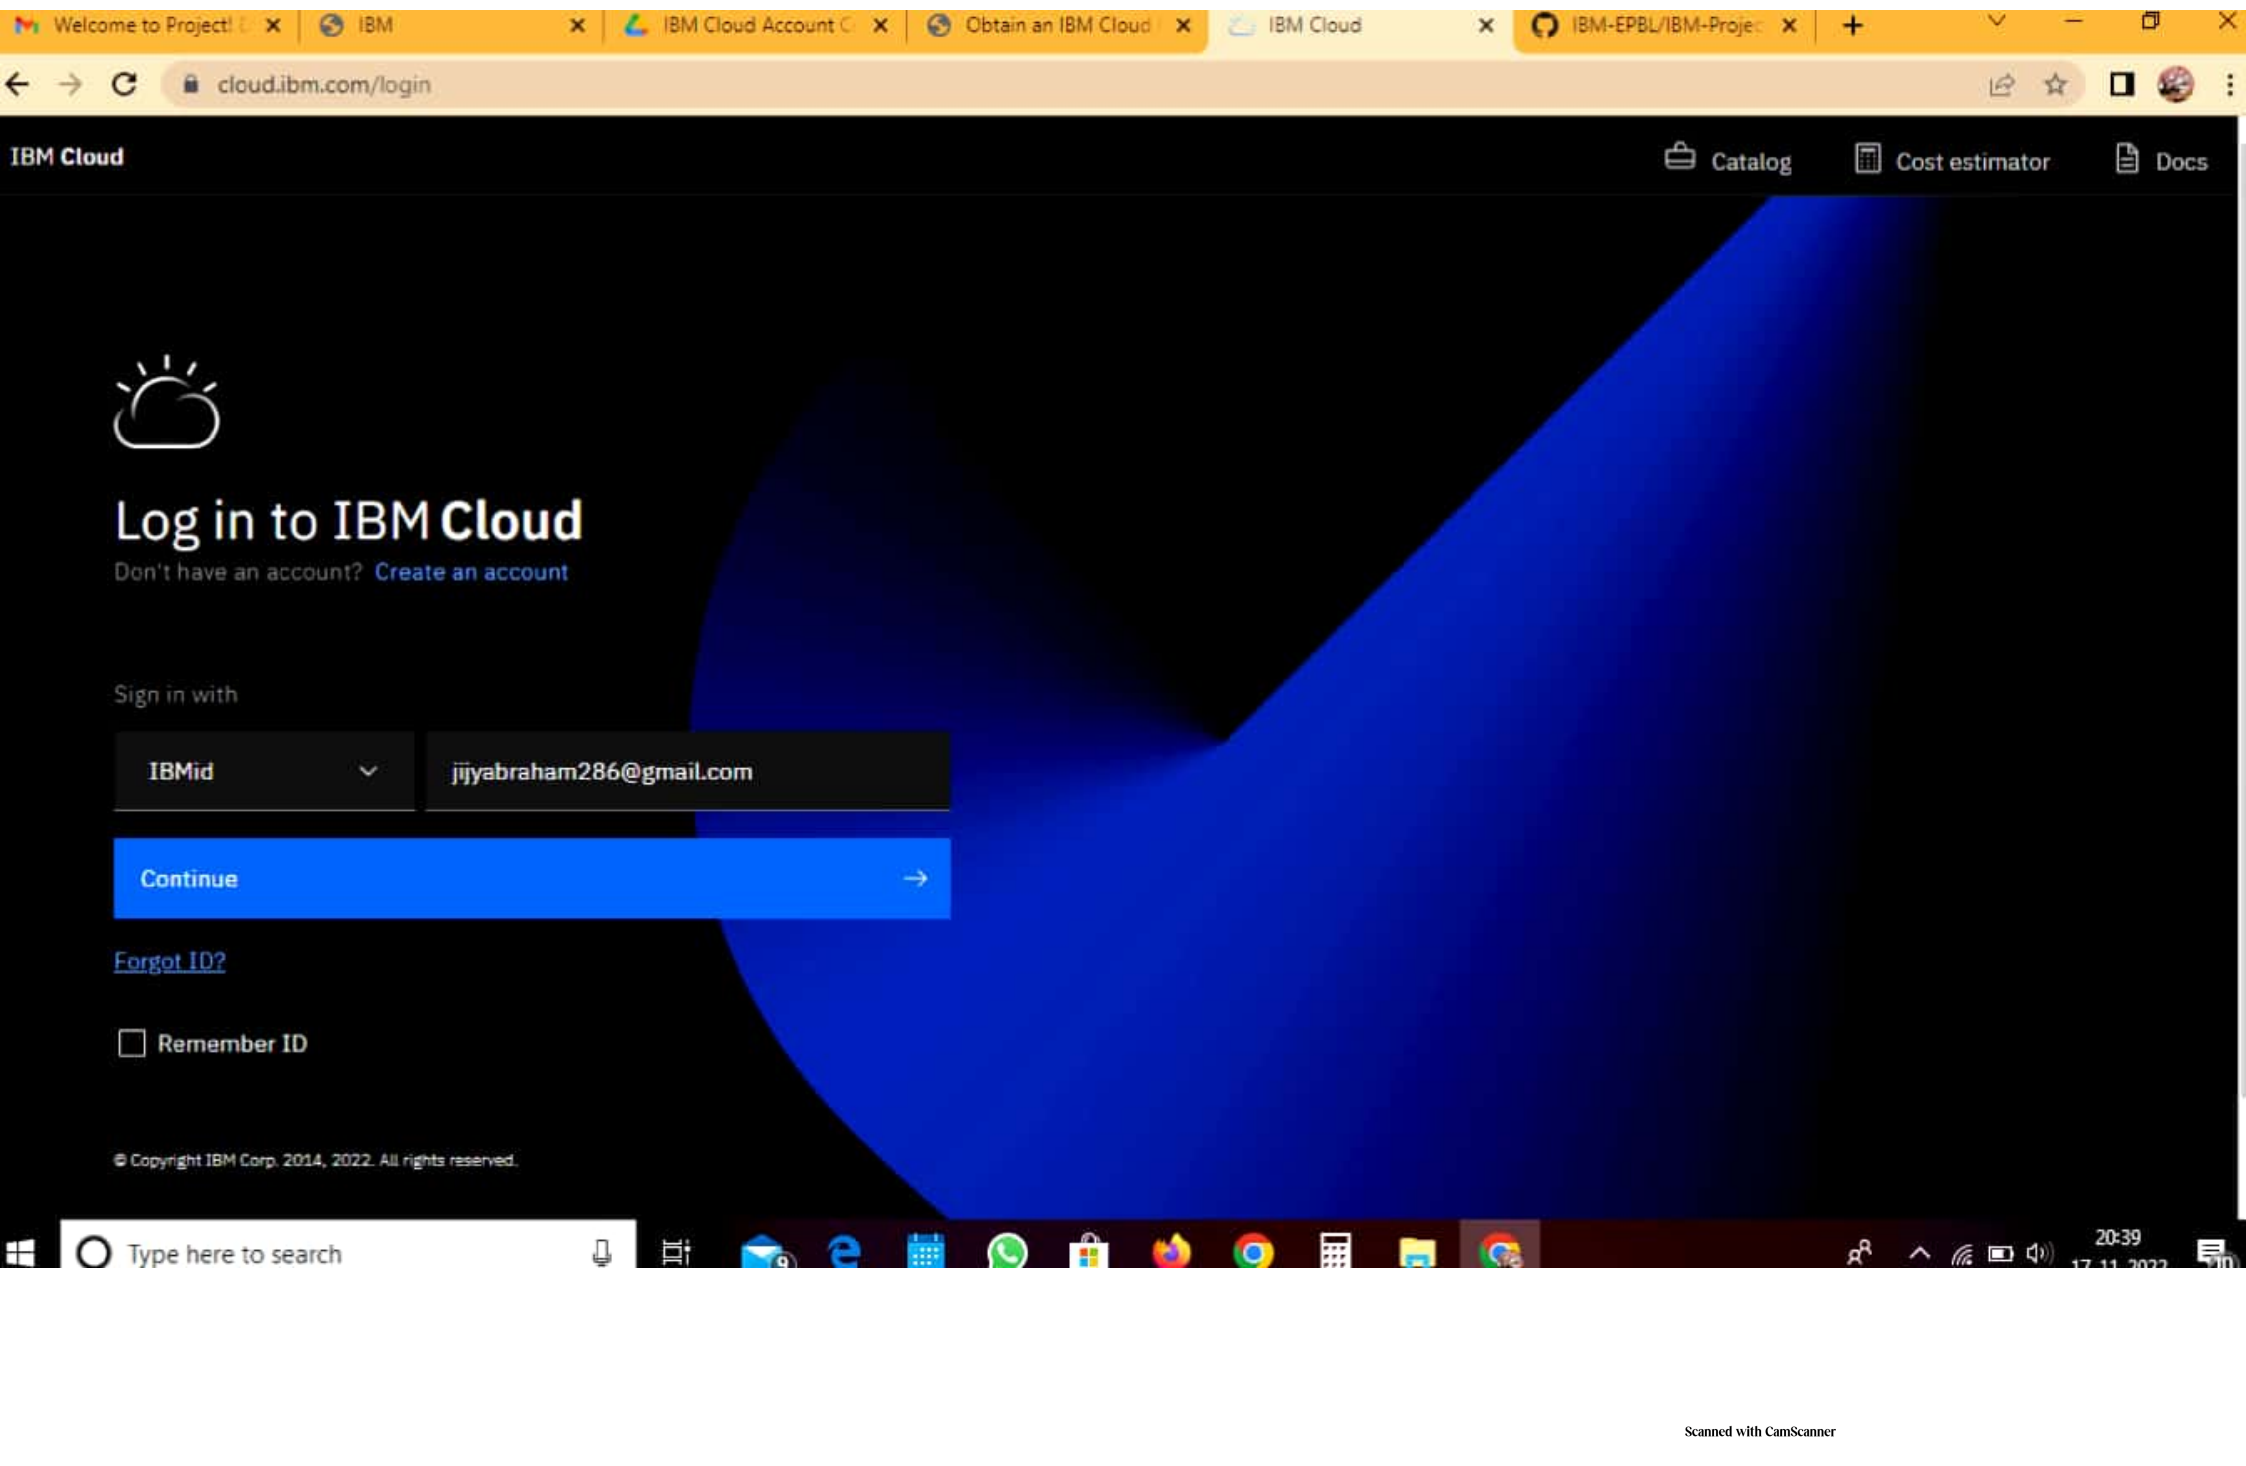 Welcome to Project!
IBM
IBM Cloud Account C
Obtain an IBM Cloud
IBM Cloud
IBM-EPBL/IBM-Projec
cloud.ibm.com/login
IBM Cloud
Catalog
Cost estimator
Docs
Log in to IBM Cloud
Don't have an account? Create an account
Sign in with
IBMid
jijyabraham286@gmail.com
Continue
Forgot ID?
Remember ID
© Copyright IBM Corp. 2014, 2022. All rights reserved.
Type here to search
20:39
17-11-2022
Scanned with CamScanner